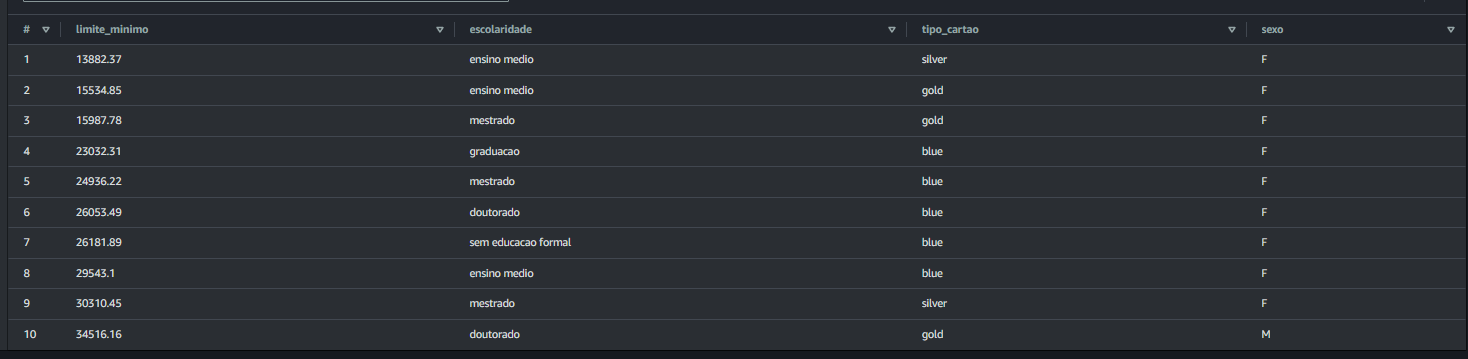 # limite_minimo escolaridade tipo_cartao sexo
1 13882.37 ensino medio silver F
2 15534.85 ensino medio gold F
3 15987.78 mestrado gold F
4 23032.31 graduacao blue F
5 24936.22 mestrado blue F
6 26053.49 doutorado blue F
7 26181.89 sem educacao formal blue F
8 29543.1 ensino medio blue F
9 30310.45 mestrado silver F
10 34516.16 doutorado gold M